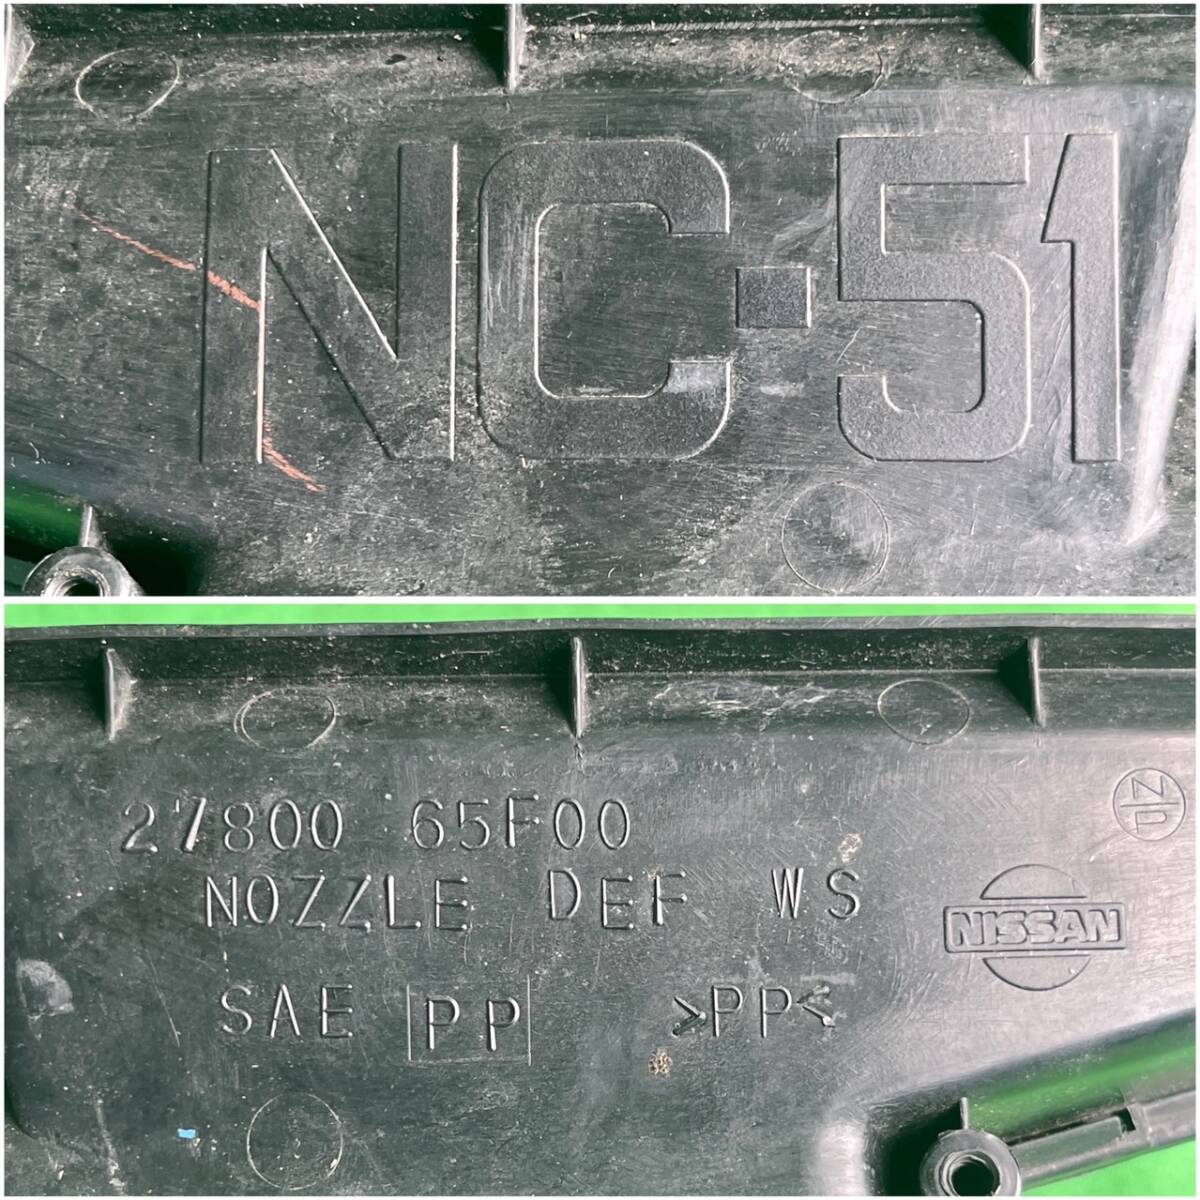 NC-51
27800 65F00
NP
NOZZLE DEF WS
NISSAN
SAE PP >PP<